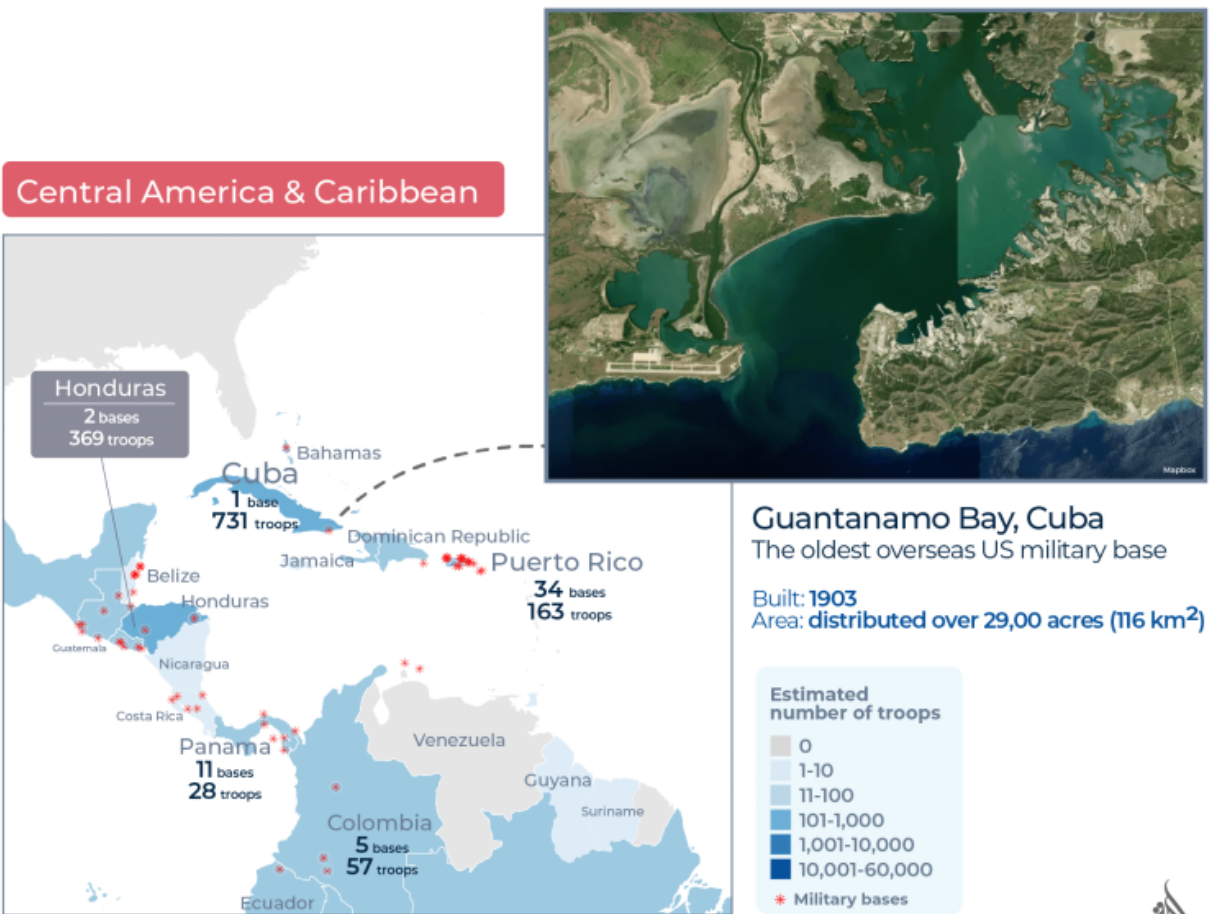 Central America & Caribbean
Mapbox
Honduras
2 bases
369 troops
Bahamas
Cuba
1 base
731 troops
Dominican Republic
Jamaica
Puerto Rico
34 bases
163 troops
Belize
Honduras
Guatemala
Nicaragua
Costa Rica
Panama
11 bases
28 troops
Venezuela
Guyana
Suriname
Colombia
5 bases
57 troops
Ecuador
Guantanamo Bay, Cuba
The oldest overseas US military base
Built: 1903
Area: distributed over 29,00 acres (116 km²)
Estimated
number of troops
0
1-10
11-100
101-1,000
1,001-10,000
10,001-60,000
Military bases